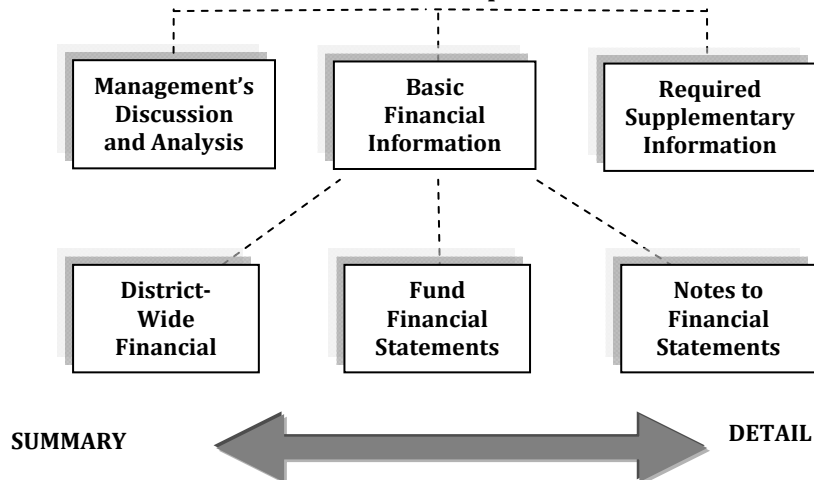 Management's
Discussion
and Analysis
Basic
Financial
Information
Required
Supplementary
Information
District-
Wide
Financial
Fund
Financial
Statements
Notes to
Financial
Statements
SUMMARY
DETAIL